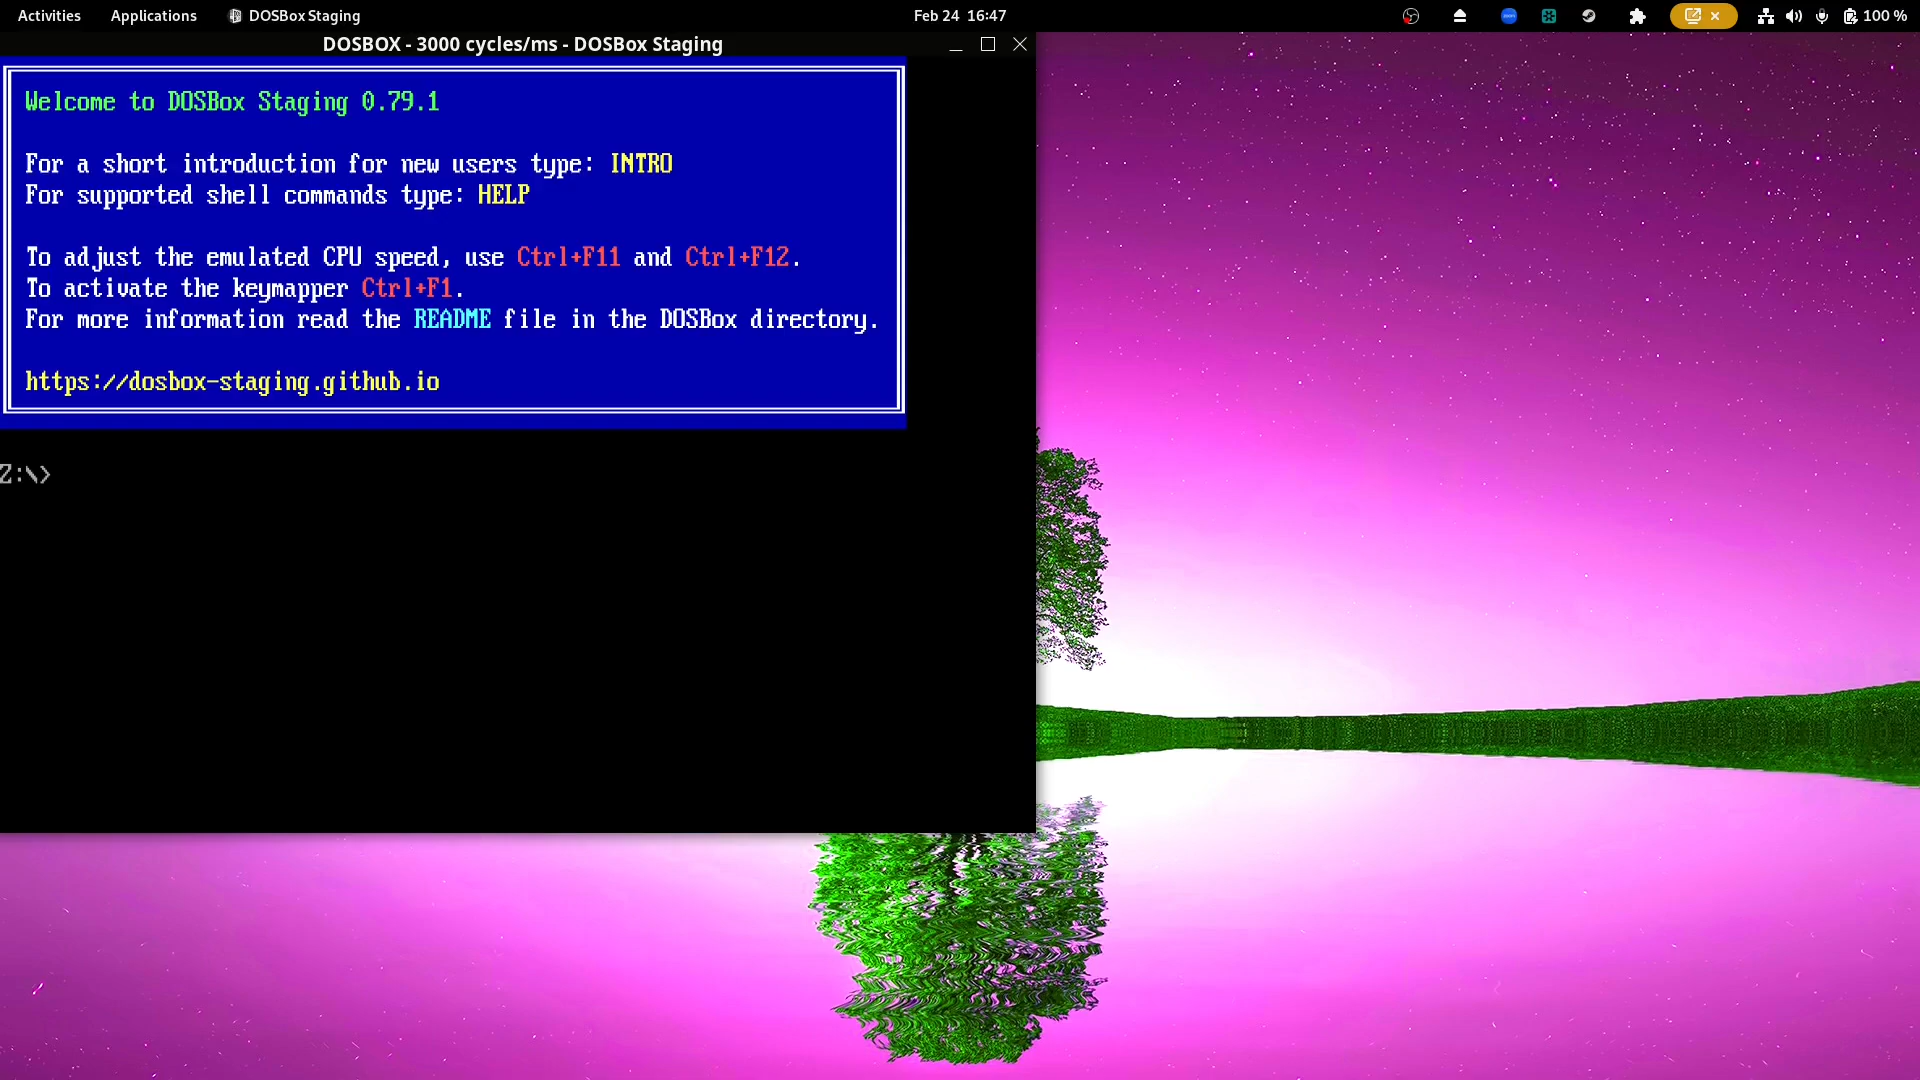 Activities Applications DOSBox Staging Feb 24 16:47 100 %
DOSBOX - 3000 cycles/ms - DOSBox Staging
Welcome to DOSBox Staging 0.79.1
For a short introduction for new users type: INTRO
For supported shell commands type: HELP
To adjust the emulated CPU speed, use Ctrl+F11 and Ctrl+F12.
To activate the keymapper Ctrl+F1.
For more information read the README file in the DOSBox directory.
https://dosbox-staging.github.io
Z:\>